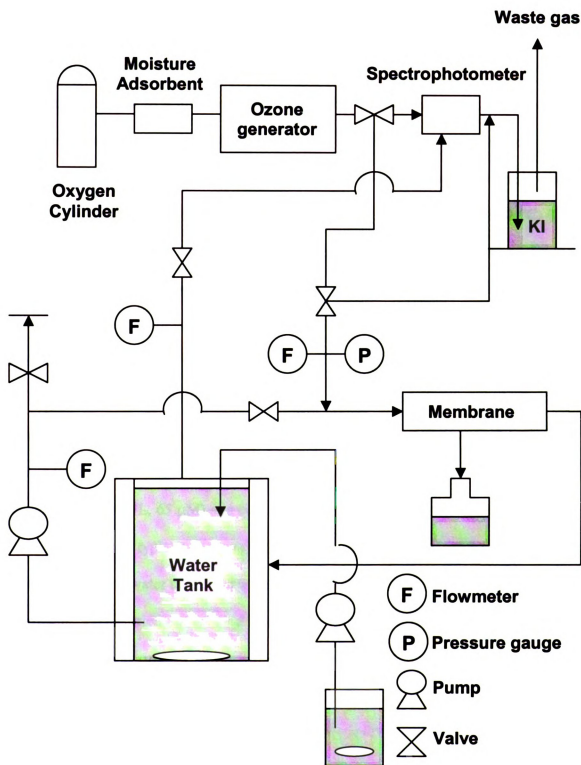 Waste gas
Moisture
Adsorbent
Spectrophotometer
Ozone
generator
Oxygen
Cylinder
KI
F
F
P
Membrane
F
Water
Tank
F
Flowmeter
P
Pressure gauge
Pump
Valve